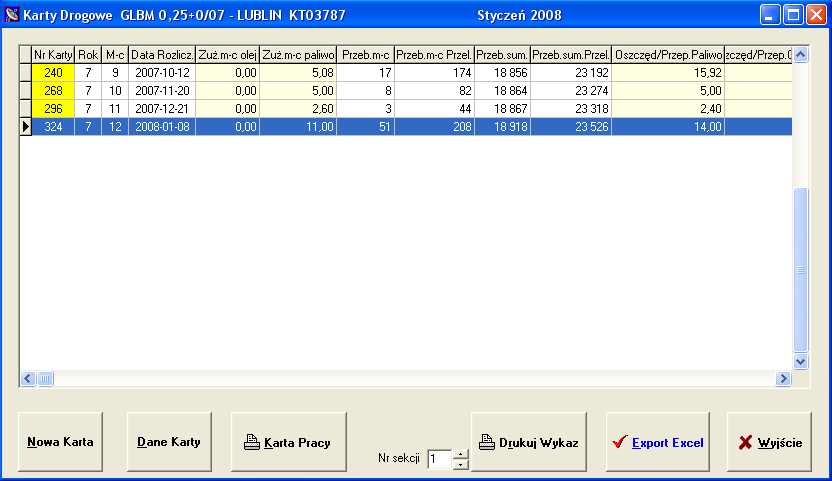 Karty Drogowe GLBM 0,25+0/07 - LUBLIN KT03787 Styczeń 2008
Nr Karty Rok M-c Data Rozlicz. Zuż.m-c olej Zuż.m-c paliwo Przeb.m-c Przeb.m-c Przel. Przeb.sum. Przeb.sum.Przel. Oszczęd/Przep.Paliwo zczęd/Przep.O
240 7 9 2007-10-12 0,00 5,08 17 174 18 856 23 192 15,92
268 7 10 2007-11-20 0,00 5,00 8 82 18 864 23 274 5,00
296 7 11 2007-12-21 0,00 2,60 3 44 18 867 23 318 2,40
324 7 12 2008-01-08 0,00 11,00 51 208 18 918 23 526 14,00
Nowa Karta Dane Karty Karta Pracy Nr sekcji 1 Drukuj Wykaz Export Excel Wyjście